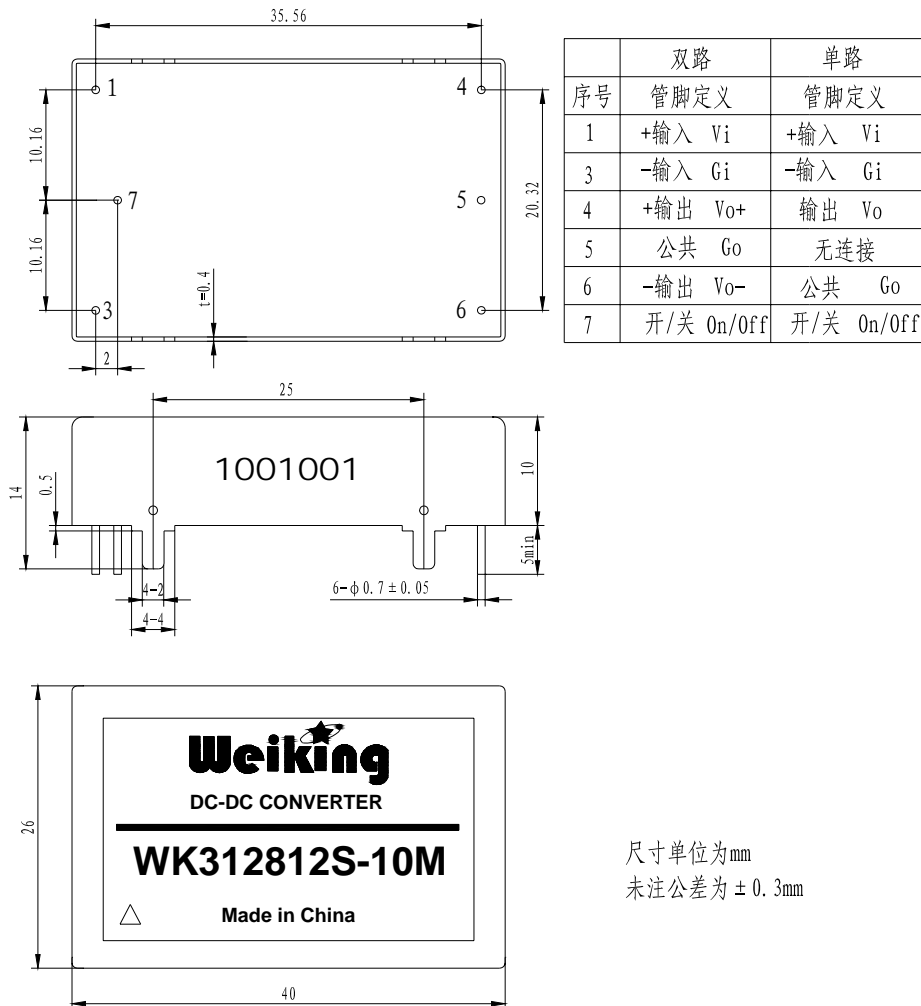 35.56
1
4
10.16
7
5
20.32
10.16
t=0.4
3
6
2
双路 单路
序号 管脚定义 管脚定义
1 +输入 Vi +输入 Vi
3 -输入 Gi -输入 Gi
4 +输出 Vo+ 输出 Vo
5 公共 Go 无连接
6 -输出 Vo- 公共 Go
7 开/关 On/Off 开/关 On/Off
25
14
0.5
1001001
10
5min
4-2
4-4
6-φ0.7±0.05
26
Weiking
DC-DC CONVERTER
WK312812S-10M
Made in China
40
尺寸单位为mm
未注公差为±0.3mm